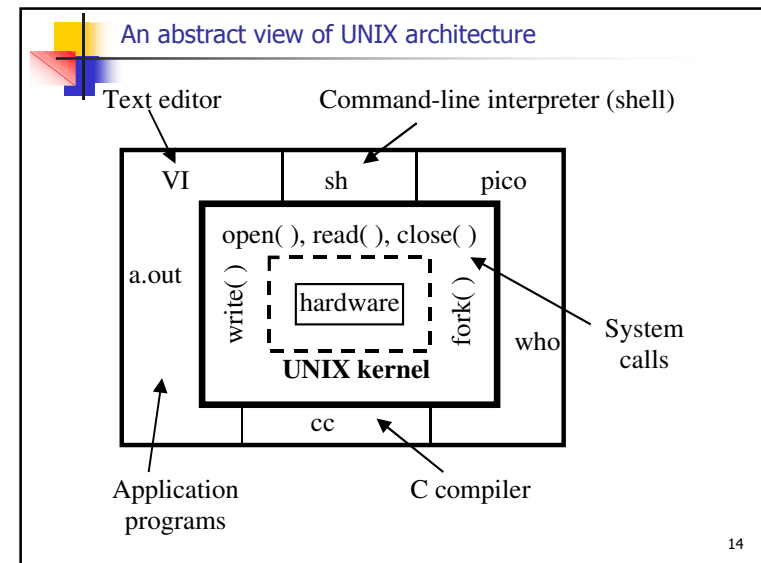 An abstract view of UNIX architecture
Text editor
Command-line interpreter (shell)
VI
sh
pico
open( ), read( ), close( )
a.out
write( )
hardware
fork( )
who
System
calls
UNIX kernel
cc
Application
programs
C compiler
14